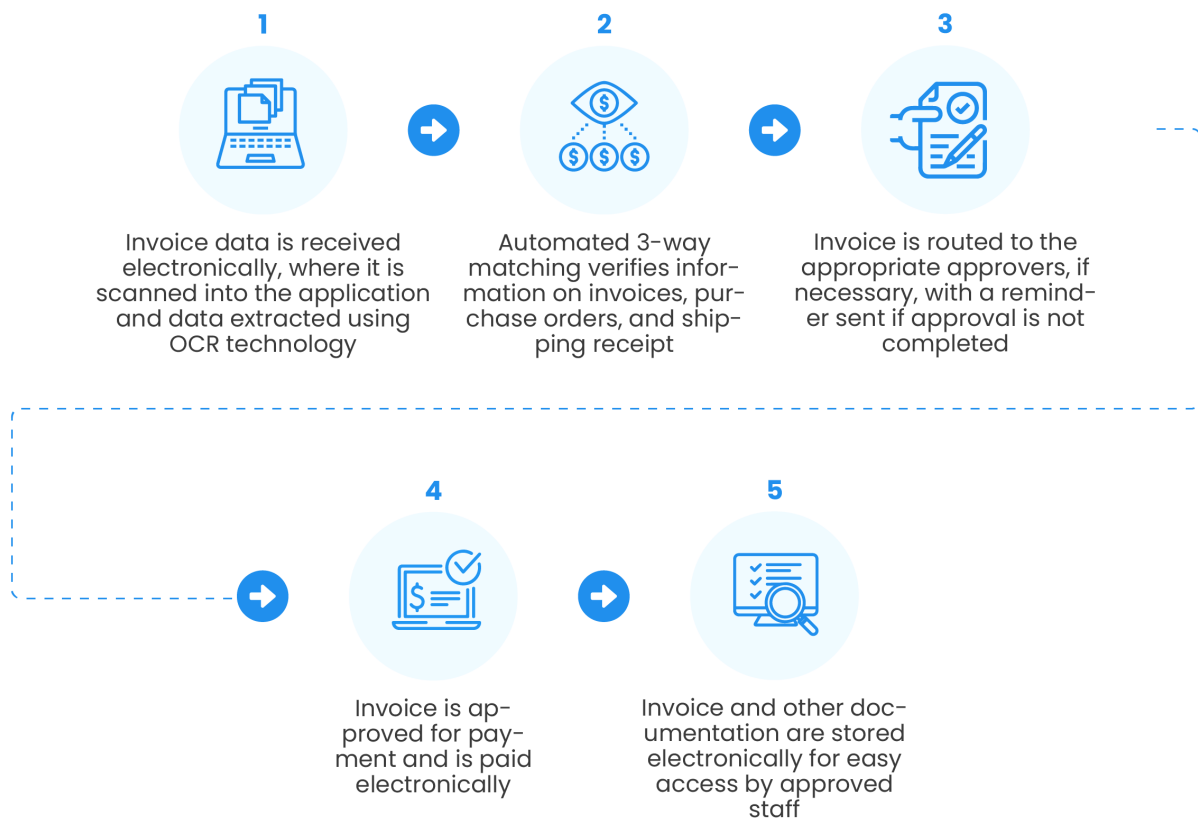 1
Invoice data is received
electronically, where it is
scanned into the application
and data extracted using
OCR technology
2
Automated 3-way
matching verifies infor-
mation on invoices, pur-
chase orders, and ship-
ping receipt
3
Invoice is routed to the
appropriate approvers, if
necessary, with a remind-
er sent if approval is not
completed
4
Invoice is ap-
proved for pay-
ment and is paid
electronically
5
Invoice and other doc-
umentation are stored
electronically for easy
access by approved
staff